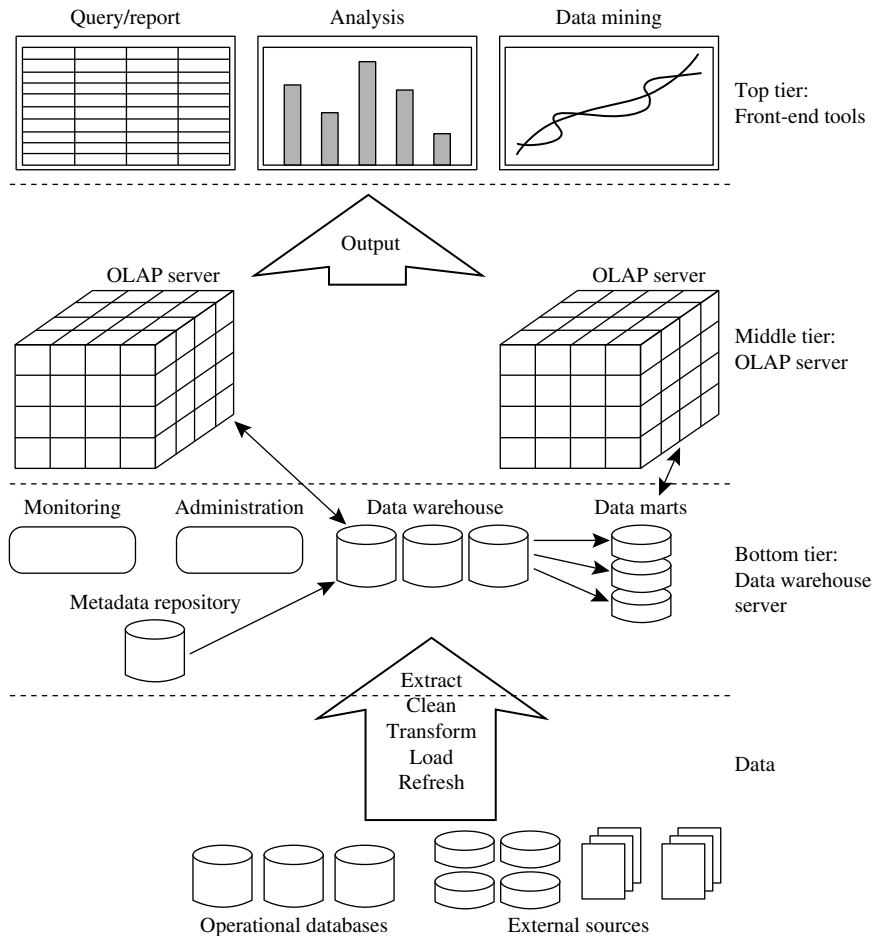 Query/report
Analysis
Data mining
Top tier:
Front-end tools
Output
OLAP server
OLAP server
Middle tier:
OLAP server
Monitoring
Administration
Data warehouse
Data marts
Bottom tier:
Data warehouse
server
Metadata repository
Extract
Clean
Transform
Load
Refresh
Data
Operational databases
External sources